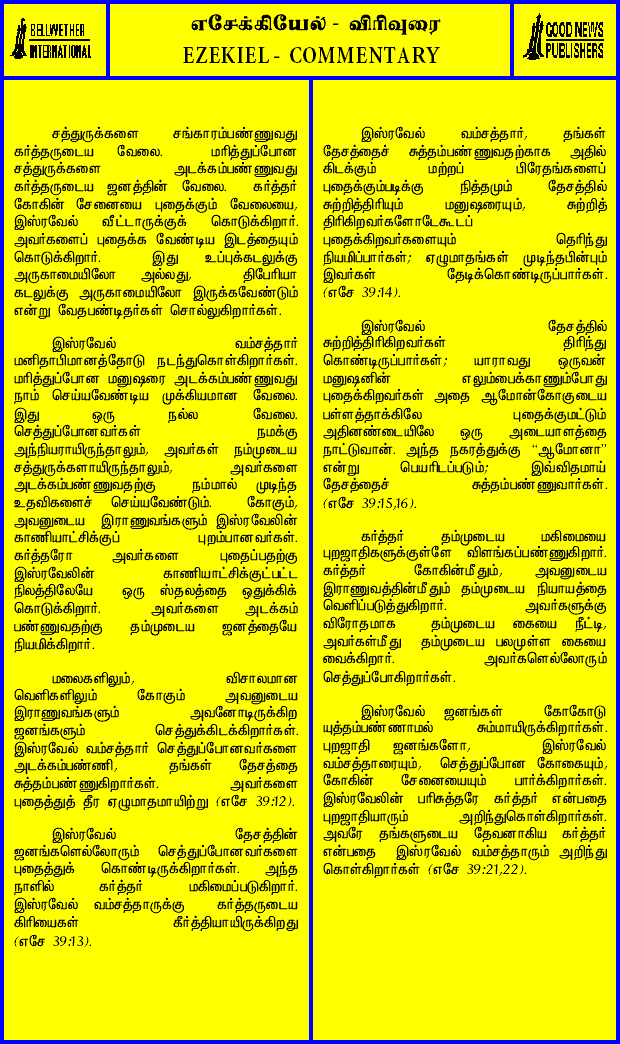 BELLWETHER
INTERNATIONAL
எசேக்கியேல் - விரிவுரை
EZEKIEL - COMMENTARY
GOOD NEWS
PUBLISHERS
சத்துருக்களை சங்காரம்பண்ணுவது
கர்த்தருடைய வேலை. மரித்துப்போன
சத்துருக்களை அடக்கம்பண்ணுவது
கர்த்தருடைய ஜனத்தின் வேலை. கர்த்தர்
கோகின் சேனையை புதைக்கும் வேலையை,
இஸ்ரவேல் வீட்டாருக்குக் கொடுக்கிறார்.
அவர்களைப் புதைக்க வேண்டிய இடத்தையும்
கொடுக்கிறார். இது உப்புக்கடலுக்கு
அருகாமையிலோ அல்லது, திபேரியா
கடலுக்கு அருகாமையிலோ இருக்கவேண்டும்
என்று வேதபண்டிதர்கள் சொல்லுகிறார்கள்.
இஸ்ரவேல் வம்சத்தார்
மனிதாபிமானத்தோடு நடந்துகொள்கிறார்கள்.
மரித்துப்போன மனுஷரை அடக்கம்பண்ணுவது
நாம் செய்யவேண்டிய முக்கியமான வேலை.
இது ஒரு நல்ல வேலை.
செத்துப்போனவர்கள் நமக்கு
அந்நியராயிருந்தாலும், அவர்கள் நம்முடைய
சத்துருக்களாயிருந்தாலும், அவர்களை
அடக்கம்பண்ணுவதற்கு நம்மால் முடிந்த
உதவிகளைச் செய்யவேண்டும். கோகும்,
அவனுடைய இராணுவங்களும் இஸ்ரவேலின்
காணியாட்சிக்குப் புறம்பானவர்கள்.
கர்த்தரோ அவர்களை புதைப்பதற்கு
இஸ்ரவேலின் காணியாட்சிக்குட்பட்ட
நிலத்திலேயே ஒரு ஸ்தலத்தை ஒதுக்கிக்
கொடுக்கிறார். அவர்களை அடக்கம்
பண்ணுவதற்கு தம்முடைய ஜனத்தையே
நியமிக்கிறார்.
மலைகளிலும், விசாலமான
வெளிகளிலும் கோகும் அவனுடைய
இராணுவங்களும் அவனோடிருக்கிற
ஜனங்களும் செத்துக்கிடக்கிறார்கள்.
இஸ்ரவேல் வம்சத்தார் செத்துப்போனவர்களை
அடக்கம்பண்ணி, தங்கள் தேசத்தை
சுத்தம்பண்ணுகிறார்கள். அவர்களை
புதைத்துத் தீர ஏழுமாதமாயிற்று (எசே 39:12).
இஸ்ரவேல் தேசத்தின்
ஜனங்களெல்லோரும் செத்துப்போனவர்களை
புதைத்துக் கொண்டிருக்கிறார்கள். அந்த
நாளில் கர்த்தர் மகிமைப்படுகிறார்.
இஸ்ரவேல் வம்சத்தாருக்கு கர்த்தருடைய
கிரியைகள் கீர்த்தியாயிருக்கிறது
(எசே 39:13).
இஸ்ரவேல் வம்சத்தார், தங்கள்
தேசத்தைச் சுத்தம்பண்ணுவதற்காக அதில்
கிடக்கும் மற்றப் பிரேதங்களைப்
புதைக்கும்படிக்கு நித்தமும் தேசத்தில்
சுற்றித்திரியும் மனுஷரையும், சுற்றித்
திரிகிறவர்களோடேகூடப்
புதைக்கிறவர்களையும் தெரிந்து
நியமிப்பார்கள்; ஏழுமாதங்கள் முடிந்தபின்பும்
இவர்கள் தேடிக்கொண்டிருப்பார்கள்.
(எசே 39:14).
இஸ்ரவேல் தேசத்தில்
சுற்றித்திரிகிறவர்கள் திரிந்து
கொண்டிருப்பார்கள்; யாராவது ஒருவன்
மனுஷனின் எலும்பைக்காணும்போது
புதைக்கிறவர்கள் அதை ஆமோன்கோகுடைய
பள்ளத்தாக்கிலே புதைக்குமட்டும்
அதினண்டையிலே ஒரு அடையாளத்தை
நாட்டுவான். அந்த நகரத்துக்கு “ஆமோனா”
என்று பெயரிடப்படும்; இவ்விதமாய்
தேசத்தைச் சுத்தம்பண்ணுவார்கள்.
(எசே 39:15,16).
கர்த்தர் தம்முடைய மகிமையை
புறஜாதிகளுக்குள்ளே விளங்கப்பண்ணுகிறார்.
கர்த்தர் கோகின்மீதும், அவனுடைய
இராணுவத்தின்மீதும் தம்முடைய நியாயத்தை
வெளிப்படுத்துகிறார். அவர்களுக்கு
விரோதமாக தம்முடைய கையை நீட்டி,
அவர்கள்மீது தம்முடைய பலமுள்ள கையை
வைக்கிறார். அவர்களெல்லோரும்
செத்துப்போகிறார்கள்.
இஸ்ரவேல் ஜனங்கள் கோகோடு
யுத்தம்பண்ணாமல் சும்மாயிருக்கிறார்கள்.
புறஜாதி ஜனங்களோ, இஸ்ரவேல்
வம்சத்தாரையும், செத்துப்போன கோகையும்,
கோகின் சேனையையும் பார்க்கிறார்கள்.
இஸ்ரவேலின் பரிசுத்தரே கர்த்தர் என்பதை
புறஜாதியாரும் அறிந்துகொள்கிறார்கள்.
அவரே தங்களுடைய தேவனாகிய கர்த்தர்
என்பதை இஸ்ரவேல் வம்சத்தாரும் அறிந்து
கொள்கிறார்கள் (எசே 39:21,22).